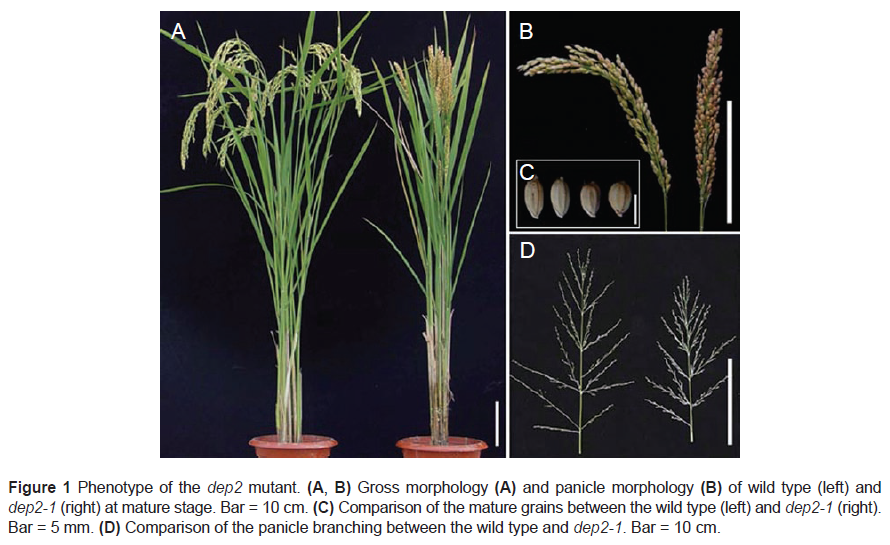 A
B
C
D
Figure 1 Phenotype of the dep2 mutant. (A, B) Gross morphology (A) and panicle morphology (B) of wild type (left) and
dep2-1 (right) at mature stage. Bar = 10 cm. (C) Comparison of the mature grains between the wild type (left) and dep2-1 (right).
Bar = 5 mm. (D) Comparison of the panicle branching between the wild type and dep2-1. Bar = 10 cm.